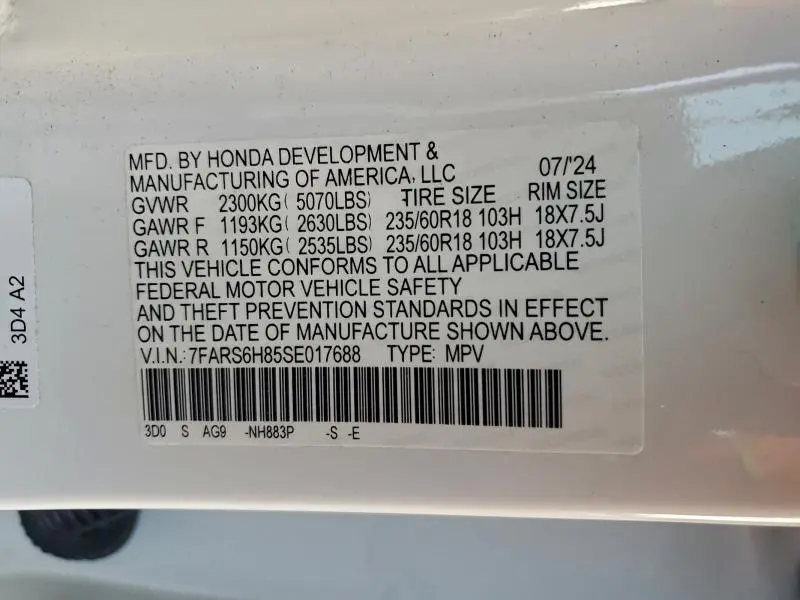 MFD. BY HONDA DEVELOPMENT &
MANUFACTURING OF AMERICA, LLC 07/'24
GVWR 2300KG( 5070LBS) TIRE SIZE RIM SIZE
GAWR F 1193KG( 2630LBS) 235/60R18 103H 18X7.5J
GAWR R 1150KG( 2535LBS) 235/60R18 103H 18X7.5J
THIS VEHICLE CONFORMS TO ALL APPLICABLE
FEDERAL MOTOR VEHICLE SAFETY
AND THEFT PREVENTION STANDARDS IN EFFECT
ON THE DATE OF MANUFACTURE SHOWN ABOVE.
V.I.N.: 7FARS6H85SE017688 TYPE: MPV
3D0 S AG9 -NH883P -S -E
3D4 A2